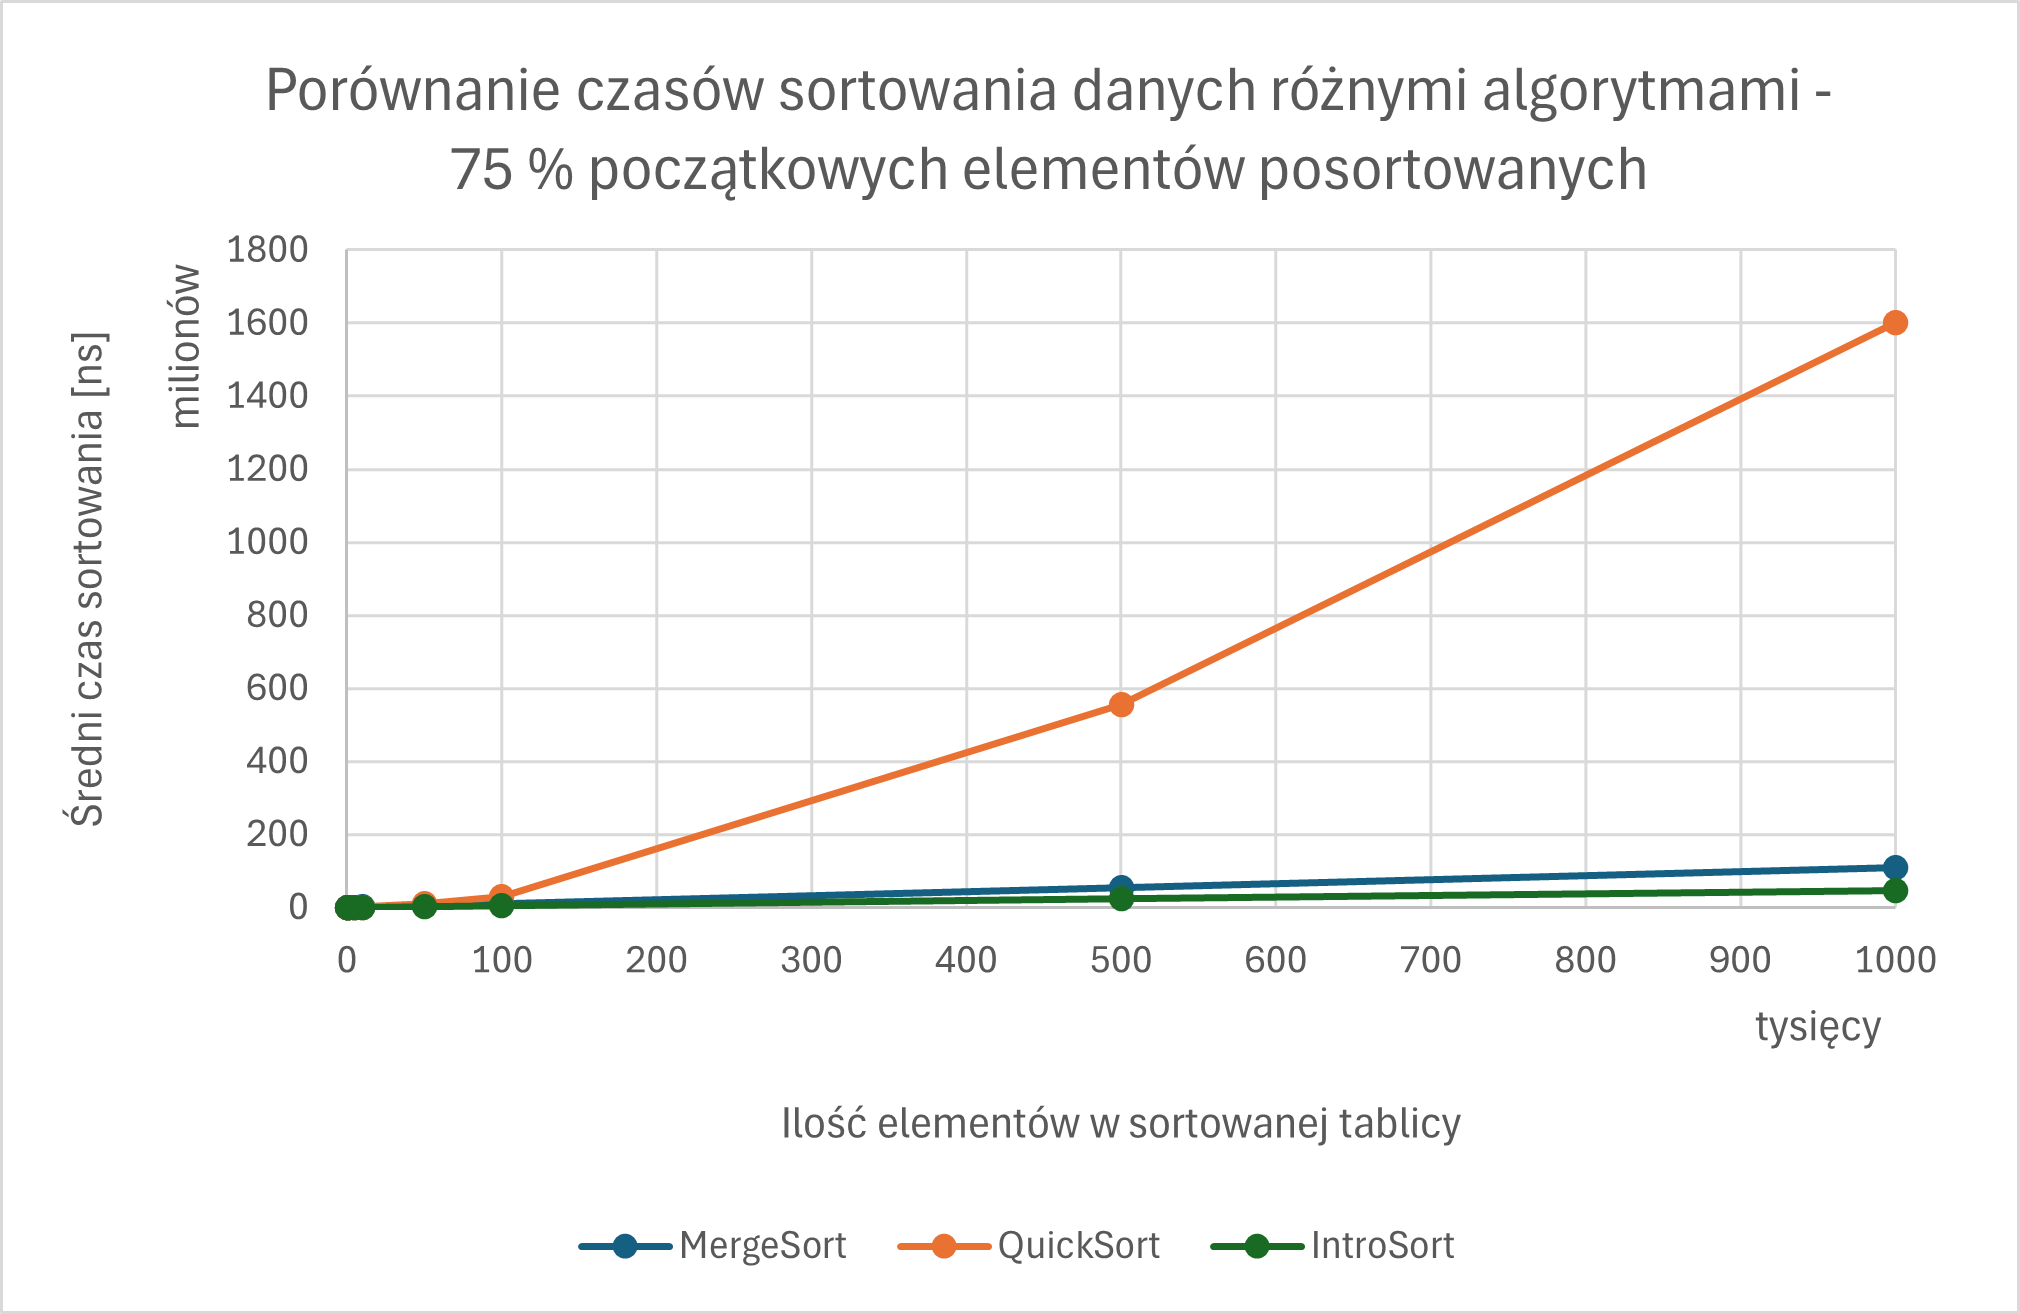 Porównanie czasów sortowania danych różnymi algorytmami -
75 % początkowych elementów posortowanych
Średni czas sortowania [ns]
milionów
1800
1600
1400
1200
1000
800
600
400
200
0
0 100 200 300 400 500 600 700 800 900 1000
tysięcy
Ilość elementów w sortowanej tablicy
MergeSort QuickSort IntroSort